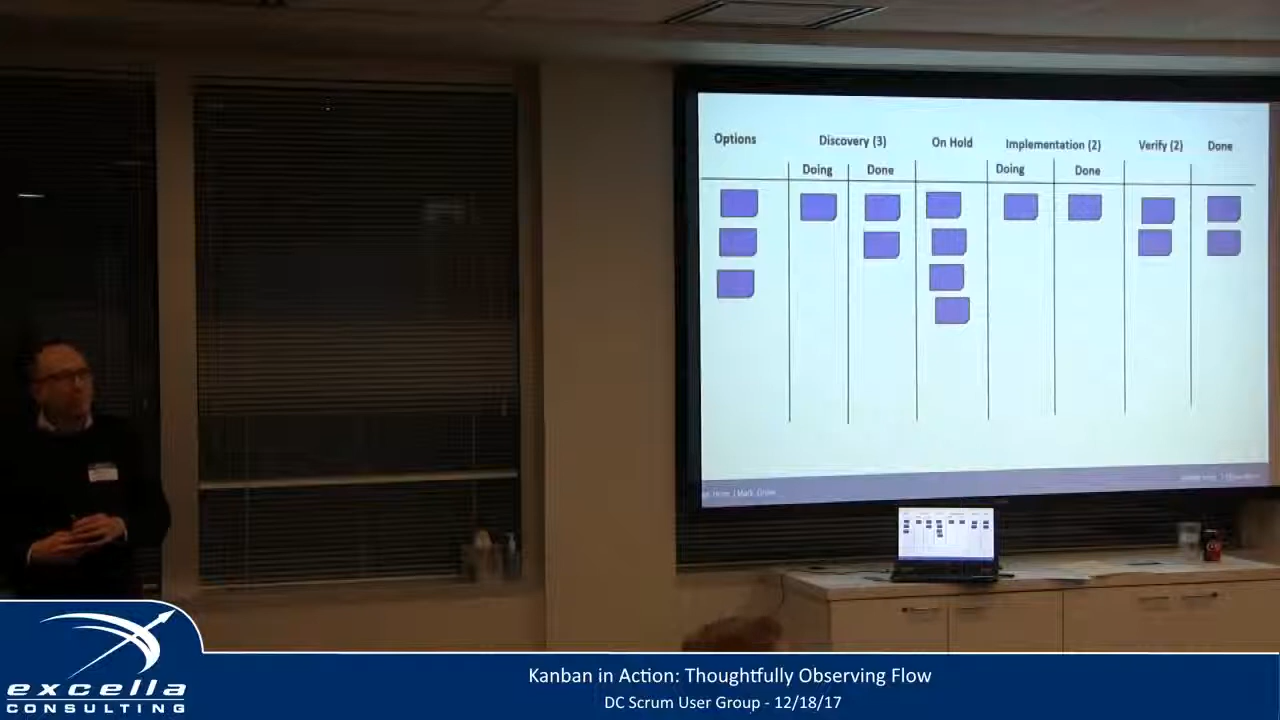 Options Discovery (3) On Hold Implementation (2) Verify (2) Done
Doing Done Doing Done
excella
CONSULTING
Kanban in Action: Thoughtfully Observing Flow
DC Scrum User Group - 12/18/17